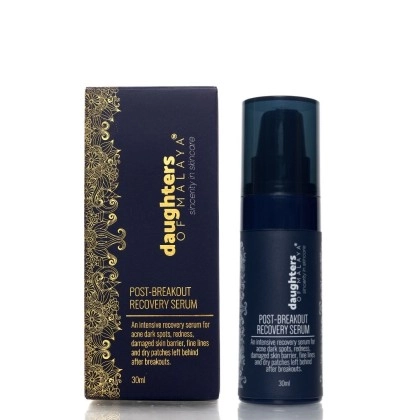 daughters®
OF MALAYA
sincerity in skincare
POST-BREAKOUT
RECOVERY SERUM
An intensive recovery serum for
acne dark spots, redness,
damaged skin barrier, fine lines
and dry patches left behind
after breakouts.
30ml
daughters
OF MALAYA®
sincerity in skincare
POST-BREAKOUT
RECOVERY SERUM
An intensive recovery serum for
acne dark spots, redness,
damaged skin barrier, fine lines
and dry patches left behind
after breakouts.
30ml